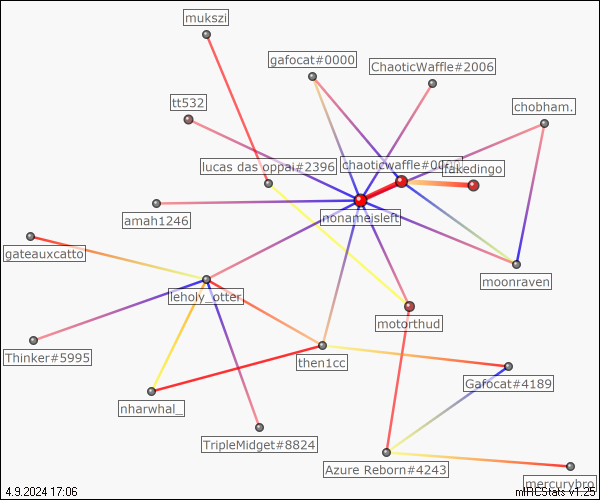 mukszi
gafocat#0000
ChaoticWaffle#2006
tt532
chobham.
lucas das oppai#2396
chaoticwaffle#0
fakedingo
amah1246
nonameisleft
gateauxcatto
moonraven
leholy_otter
motorthud
Thinker#5995
then1cc
Gafocat#4189
nharwhal_
TripleMidget#8824
Azure Reborn#4243
mercurybro
4.9.2024 17:06
mIRCStats v1.25